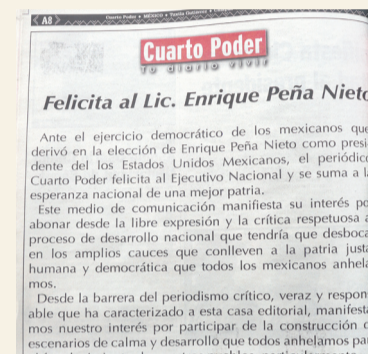 A8
Cuarto Poder
Tu diario vivir
Felicita al Lic. Enrique Peña Nieto
Ante el ejercicio democrático de los mexicanos que
derivó en la elección de Enrique Peña Nieto como presi
dente del los Estados Unidos Mexicanos, el periódico
Cuarto Poder felicita al Ejecutivo Nacional y se suma a l
esperanza nacional de una mejor patria.
Este medio de comunicación manifiesta su interés po
abonar desde la libre expresión y la crítica respetuosa a
proceso de desarrollo nacional que tendría que desboca
en los amplios cauces que conlleven a la patria justa
humana y democrática que todos los mexicanos anhela
mos.
Desde la barrera del periodismo crítico, veraz y respon
able que ha caracterizado a esta casa editorial, manifesta
mos nuestro interés por participar de la construcción d
escenarios de calma y desarrollo que todos anhelamos pa